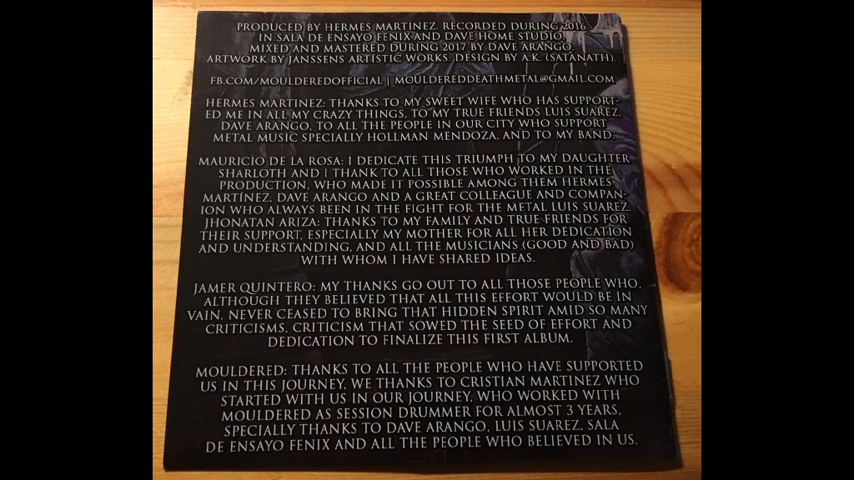 PRODUCED BY HERMES MARTINEZ. RECORDED DURING 2016
IN SALA DE ENSAYO FENIX AND DAVE HOME STUDIO.
MIXED AND MASTERED DURING 2017 BY DAVE ARANGO.
ARTWORK BY JANSSENS ARTISTIC WORKS. DESIGN BY A.K. (SATANATH).
FB.COM/MOULDEREDOFFICIAL | MOULDEREDDEATHMETAL@GMAIL.COM
HERMES MARTINEZ: THANKS TO MY SWEET WIFE WHO HAS SUPPORT-
ED ME IN ALL MY CRAZY THINGS, TO MY TRUE FRIENDS LUIS SUAREZ,
DAVE ARANGO, TO ALL THE PEOPLE IN OUR CITY WHO SUPPORT
METAL MUSIC SPECIALLY HOLLMAN MENDOZA, AND TO MY BAND.
MAURICIO DE LA ROSA: I DEDICATE THIS TRIUMPH TO MY DAUGHTER
SHARLOTH AND I THANK TO ALL THOSE WHO WORKED IN THE
PRODUCTION, WHO MADE IT POSSIBLE AMONG THEM HERMES
MARTÍNEZ, DAVE ARANGO AND A GREAT COLLEAGUE AND COMPAN-
ION WHO ALWAYS BEEN IN THE FIGHT FOR THE METAL LUIS SUAREZ.
JHONATAN ARIZA: THANKS TO MY FAMILY AND TRUE FRIENDS FOR
THEIR SUPPORT, ESPECIALLY MY MOTHER FOR ALL HER DEDICATION
AND UNDERSTANDING, AND ALL THE MUSICIANS (GOOD AND BAD)
WITH WHOM I HAVE SHARED IDEAS.
JAMER QUINTERO: MY THANKS GO OUT TO ALL THOSE PEOPLE WHO,
ALTHOUGH THEY BELIEVED THAT ALL THIS EFFORT WOULD BE IN
VAIN, NEVER CEASED TO BRING THAT HIDDEN SPIRIT AMID SO MANY
CRITICISMS, CRITICISM THAT SOWED THE SEED OF EFFORT AND
DEDICATION TO FINALIZE THIS FIRST ALBUM.
MOULDERED: THANKS TO ALL THE PEOPLE WHO HAVE SUPPORTED
US IN THIS JOURNEY, WE THANKS TO CRISTIAN MARTINEZ WHO
STARTED WITH US IN OUR JOURNEY, WHO WORKED WITH
MOULDERED AS SESSION DRUMMER FOR ALMOST 3 YEARS,
SPECIALLY THANKS TO DAVE ARANGO, LUIS SUAREZ, SALA
DE ENSAYO FENIX AND ALL THE PEOPLE WHO BELIEVED IN US.